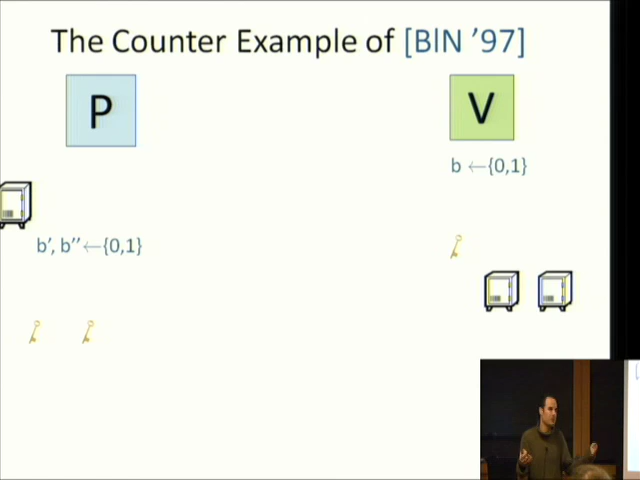 The Counter Example of [BIN '97]
P
V
b ←{0,1}
b', b'' ←{0,1}